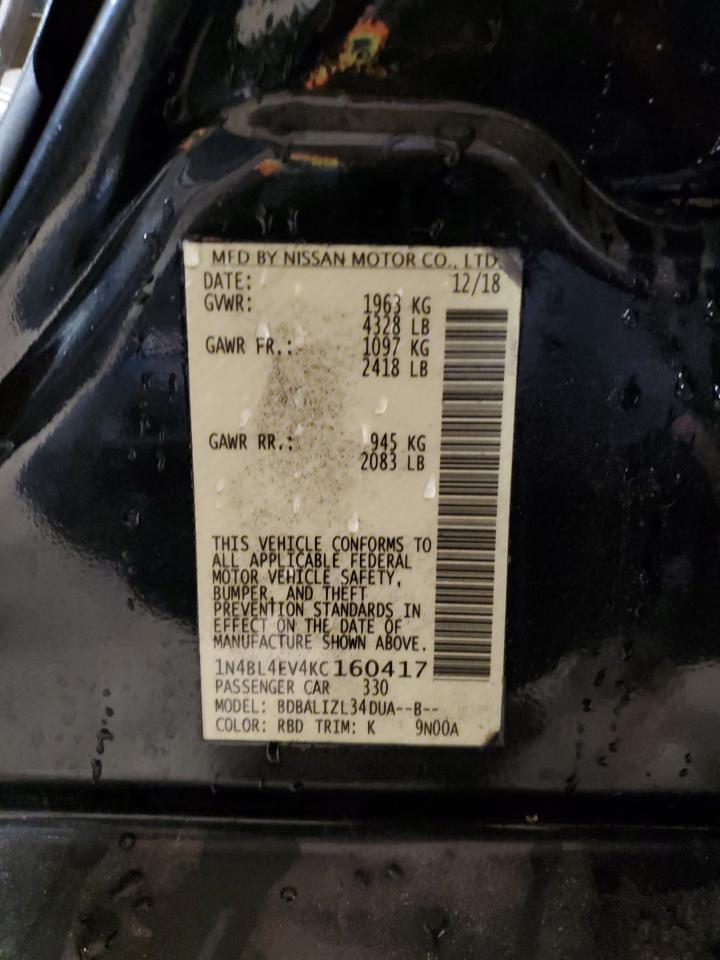 MFD BY NISSAN MOTOR CO., LTD.
DATE: 12/18
GVWR: 1963 KG
4328 LB
GAWR FR.: 1097 KG
2418 LB
GAWR RR.: 945 KG
2083 LB
THIS VEHICLE CONFORMS TO
ALL APPLICABLE FEDERAL
MOTOR VEHICLE SAFETY,
BUMPER, AND THEFT
PREVENTION STANDARDS IN
EFFECT ON THE DATE OF
MANUFACTURE SHOWN ABOVE.
1N4BL4EV4KC160417
PASSENGER CAR 330
MODEL: BDBALIZL34DUA--B--
COLOR: RBD TRIM: K 9N00A